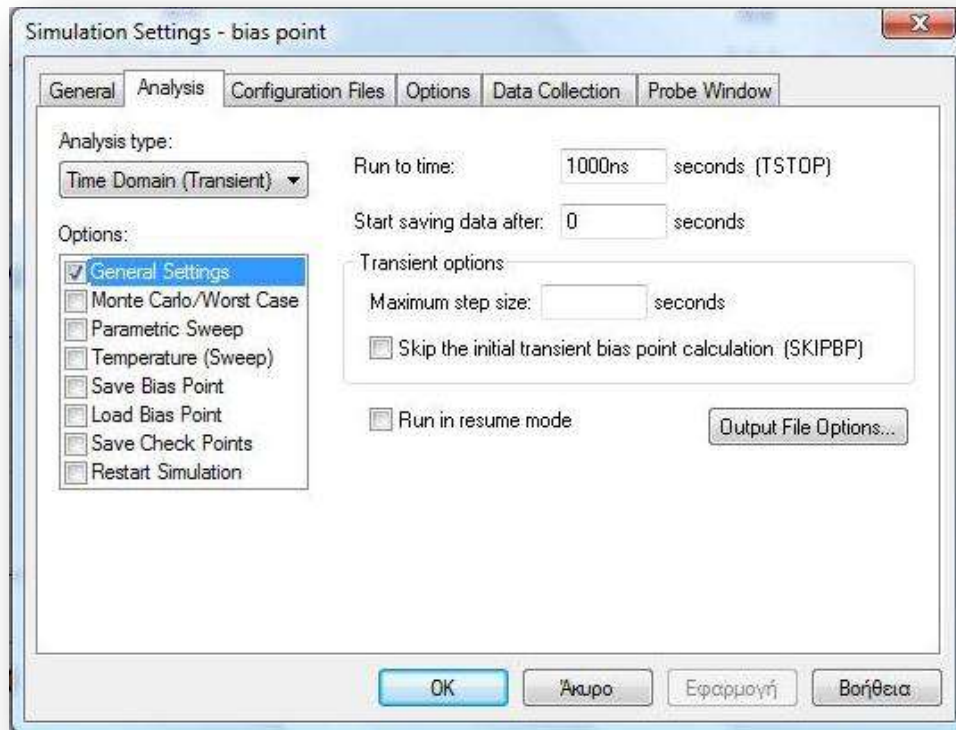 Simulation Settings - bias point
General Analysis Configuration Files Options Data Collection Probe Window
Analysis type:
Time Domain (Transient)
Options:
General Settings
Monte Carlo/Worst Case
Parametric Sweep
Temperature (Sweep)
Save Bias Point
Load Bias Point
Save Check Points
Restart Simulation
Run to time: 1000ns seconds (TSTOP)
Start saving data after: 0 seconds
Transient options
Maximum step size: seconds
Skip the initial transient bias point calculation (SKIPBP)
Run in resume mode
Output File Options...
OK Άκυρο Εφαρμογή Βοήθεια